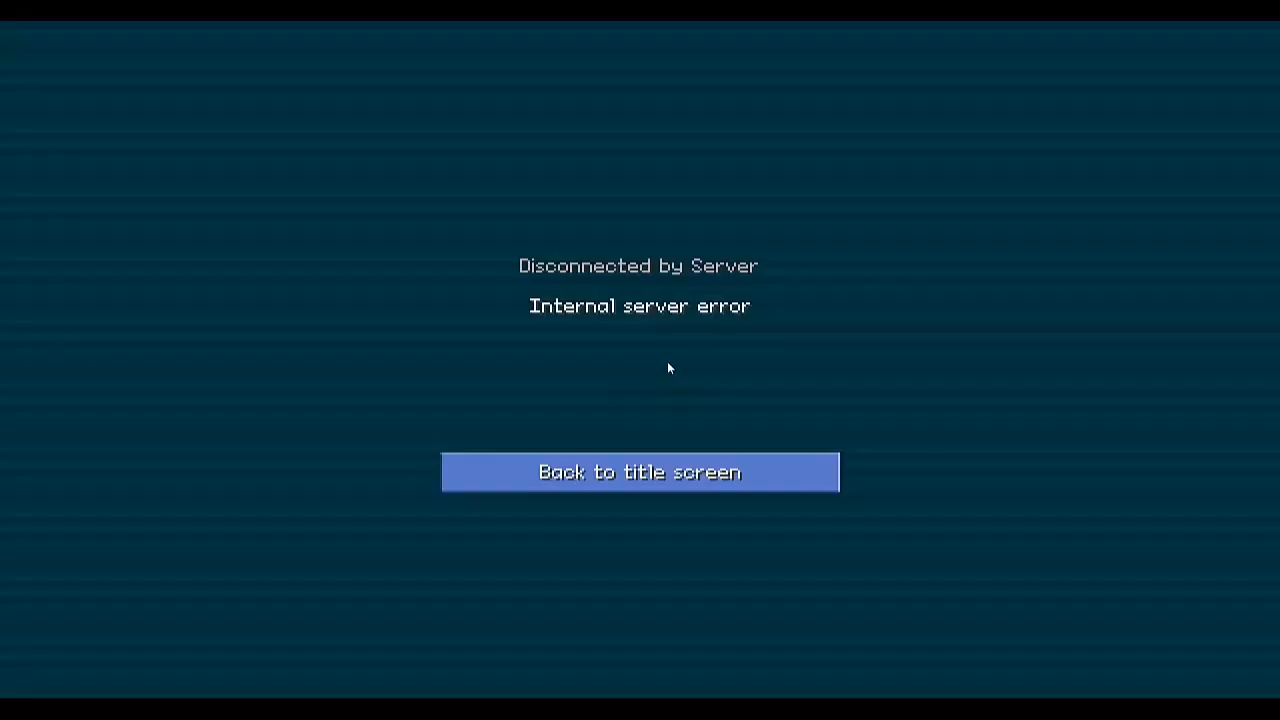 Disconnected by Server
Internal server error
Back to title screen